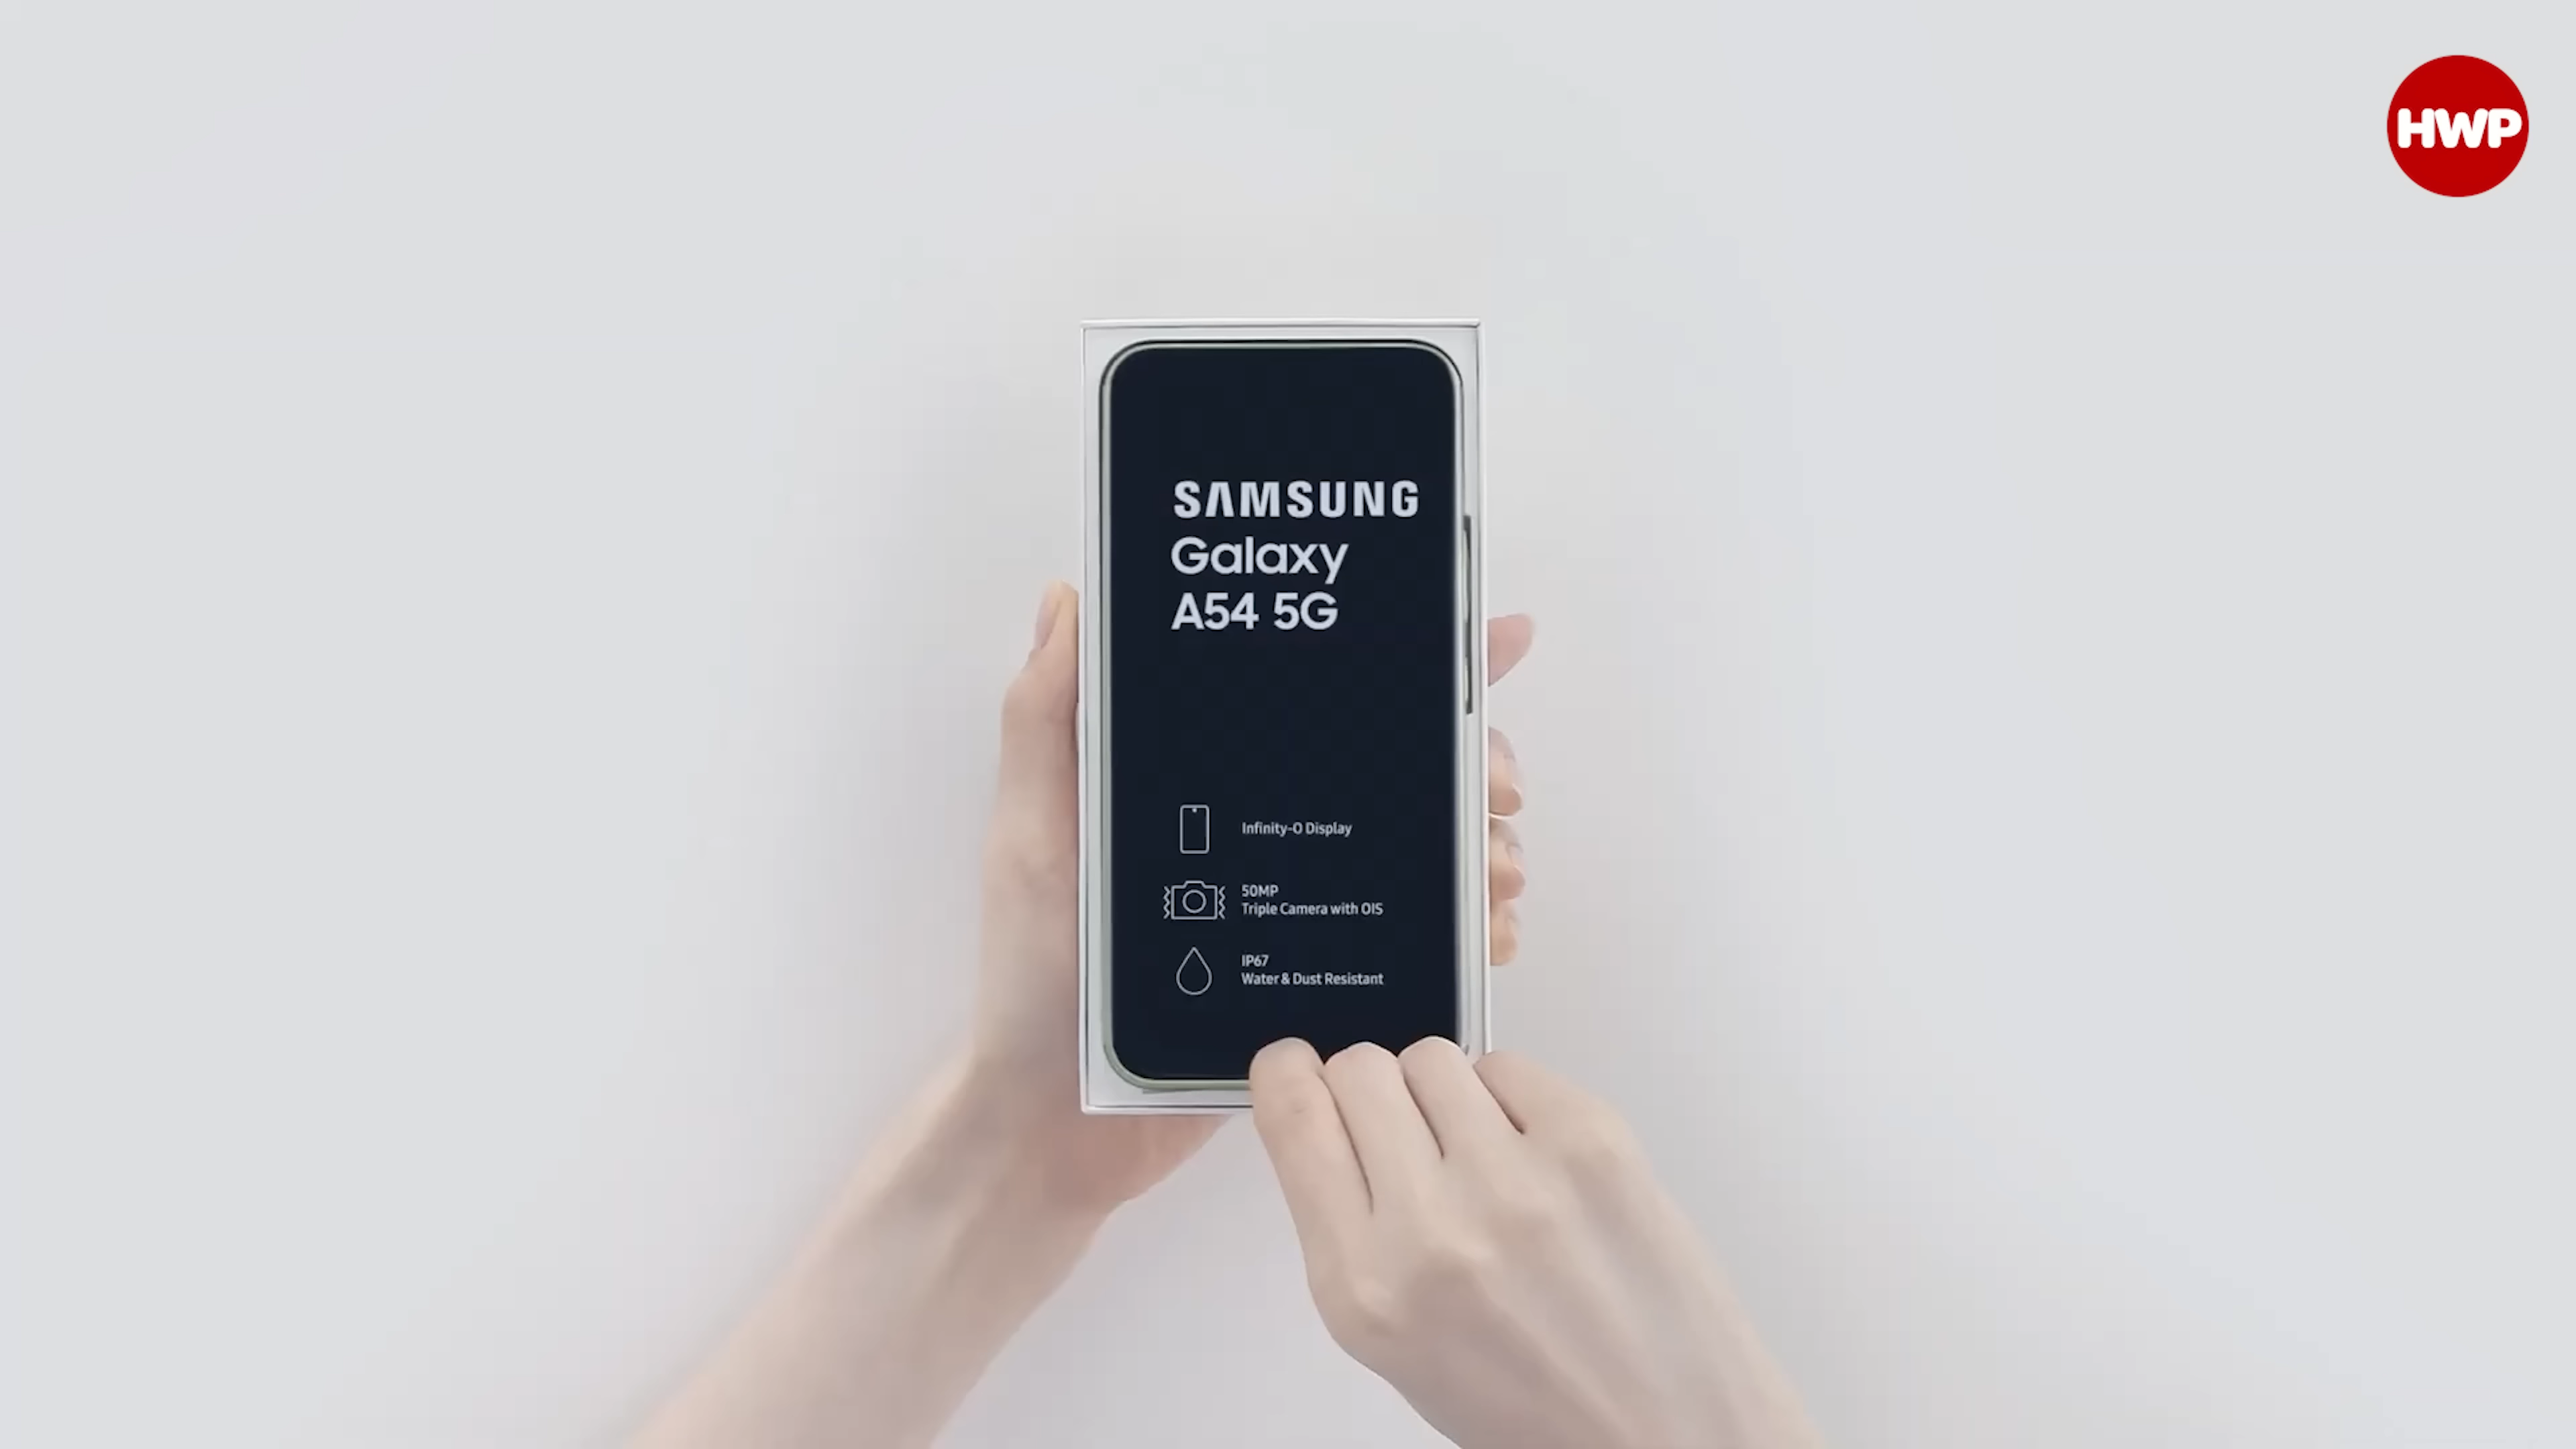 HWP
SAMSUNG
Galaxy
A54 5G
Infinity-O Display
50MP
Triple Camera with OIS
IP67
Water & Dust Resistant